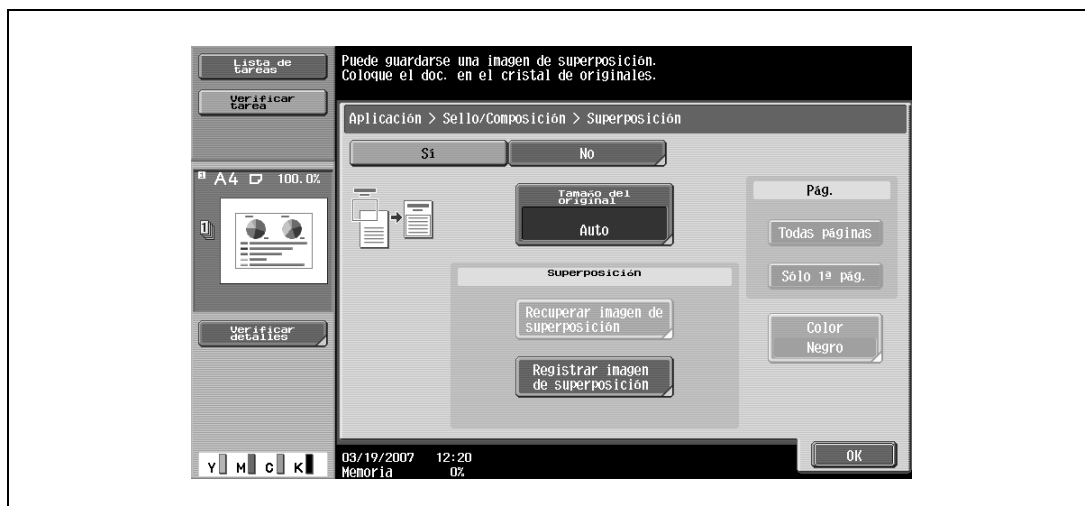 Lista de
tareas
Verificar
tarea
A4 100.0%
1
Verificar
detalles
Y M C K
Puede guardarse una imagen de superposición.
Coloque el doc. en el cristal de originales.
Aplicación > Sello/Composición > Superposición
Sí
No
Tamaño del
original
Auto
Superposición
Recuperar imagen de
superposición
Registrar imagen
de superposición
Pág.
Todas páginas
Sólo 1ª pág.
Color
Negro
03/19/2007 12:20
Memoria 0%
OK